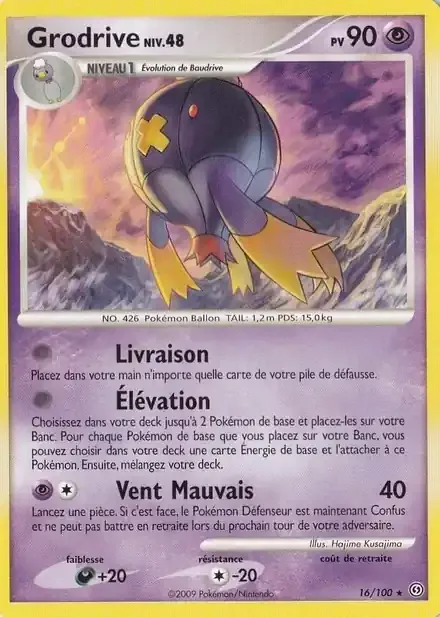 Grodrive NIV.48 PV 90
NIVEAU 1 Évolution de Baudrive
NO. 426 Pokémon Ballon TAIL: 1,2 m PDS: 15,0 kg
Livraison
Placez dans votre main n'importe quelle carte de votre pile de défausse.
Élévation
Choisissez dans votre deck jusqu'à 2 Pokémon de base et placez-les sur votre
Banc. Pour chaque Pokémon de base que vous placez sur votre Banc, vous
pouvez choisir dans votre deck une carte Énergie de base et l'attacher à ce
Pokémon. Ensuite, mélangez votre deck.
Vent Mauvais 40
Lancez une pièce. Si c'est face, le Pokémon Défenseur est maintenant Confus
et ne peut pas battre en retraite lors du prochain tour de votre adversaire.
Illus. Hajime Kusajima
faiblesse résistance coût de retraite
+20 -20
©2009 Pokémon/Nintendo 16/100 ★